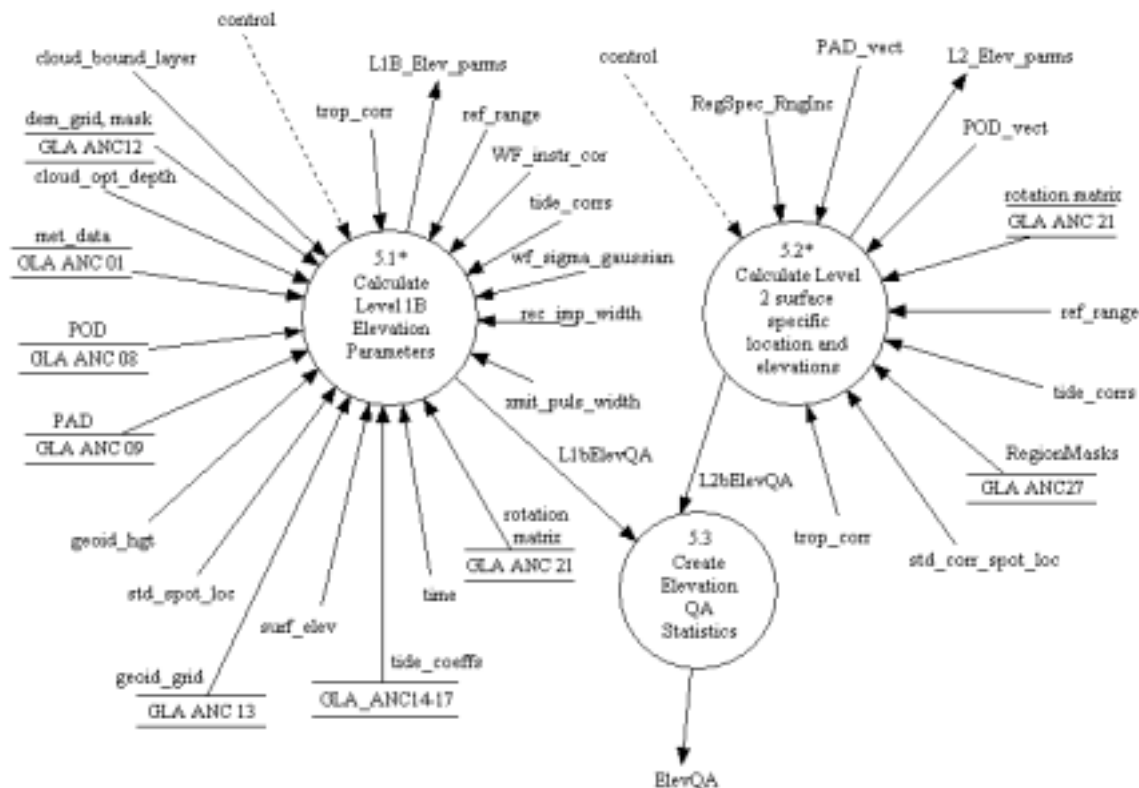 control
cloud_bound_layer
L1B_Elev_parms
trop_corr
ref_range
dem_grid, mask
GLA ANC12
WF_instr_cor
cloud_opt_depth
tide_corrs
met_data
GLA ANC 01
wf_sigma_gaussian
rec_imp_width
POD
GLA ANC 08
xmit_puls_width
PAD
GLA ANC 09
5.1*
Calculate
Level 1B
Elevation
Parameters
L1bElevQA
geoid_hgt
rotation
matrix
GLA ANC 21
std_spot_loc
time
surf_elev
geoid_grid
GLA ANC 13
tide_coeffs
GLA_ANC14-17
control
PAD_vect
L2_Elev_parms
RegSpec_RngInc
POD_vect
rotation matrix
GLA ANC 21
5.2*
Calculate Level
2 surface
specific
location and
elevations
ref_range
tide_corrs
RegionMasks
GLA ANC27
L2bElevQA
trop_corr
std_corr_spot_loc
5.3
Create
Elevation
QA
Statistics
ElevQA